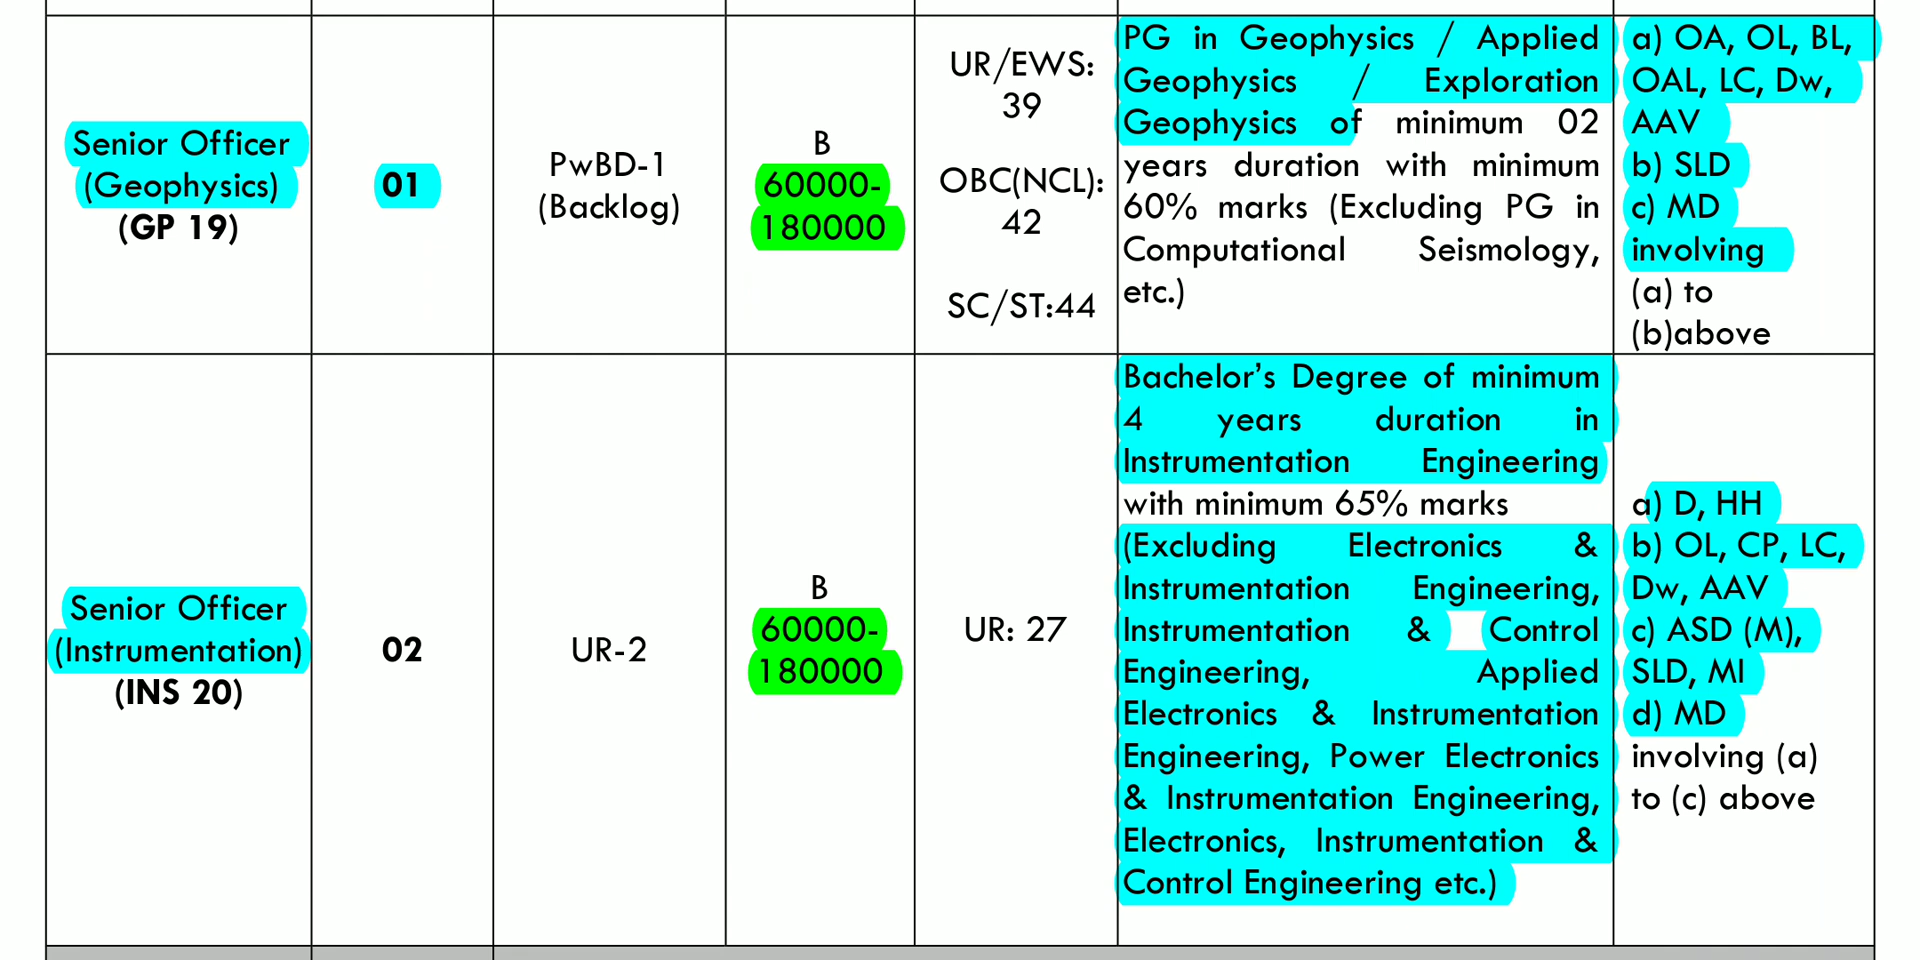 Senior Officer
(Geophysics)
(GP 19)
01
PwBD-1
(Backlog)
B
60000-
180000
UR/EWS:
39
OBC(NCL):
42
SC/ST:44
PG in Geophysics / Applied
Geophysics / Exploration
Geophysics of minimum 02
years duration with minimum
60% marks (Excluding PG in
Computational Seismology,
etc.)
a) OA, OL, BL,
OAL, LC, Dw,
AAV
b) SLD
c) MD
involving
(a) to
(b)above
Senior Officer
(Instrumentation)
(INS 20)
02
UR-2
B
60000-
180000
UR: 27
Bachelor’s Degree of minimum
4 years duration in
Instrumentation Engineering
with minimum 65% marks
(Excluding Electronics &
Instrumentation Engineering,
Instrumentation & Control
Engineering, Applied
Electronics & Instrumentation
Engineering, Power Electronics
& Instrumentation Engineering,
Electronics, Instrumentation &
Control Engineering etc.)
a) D, HH
b) OL, CP, LC,
Dw, AAV
c) ASD (M),
SLD, MI
d) MD
involving (a)
to (c) above